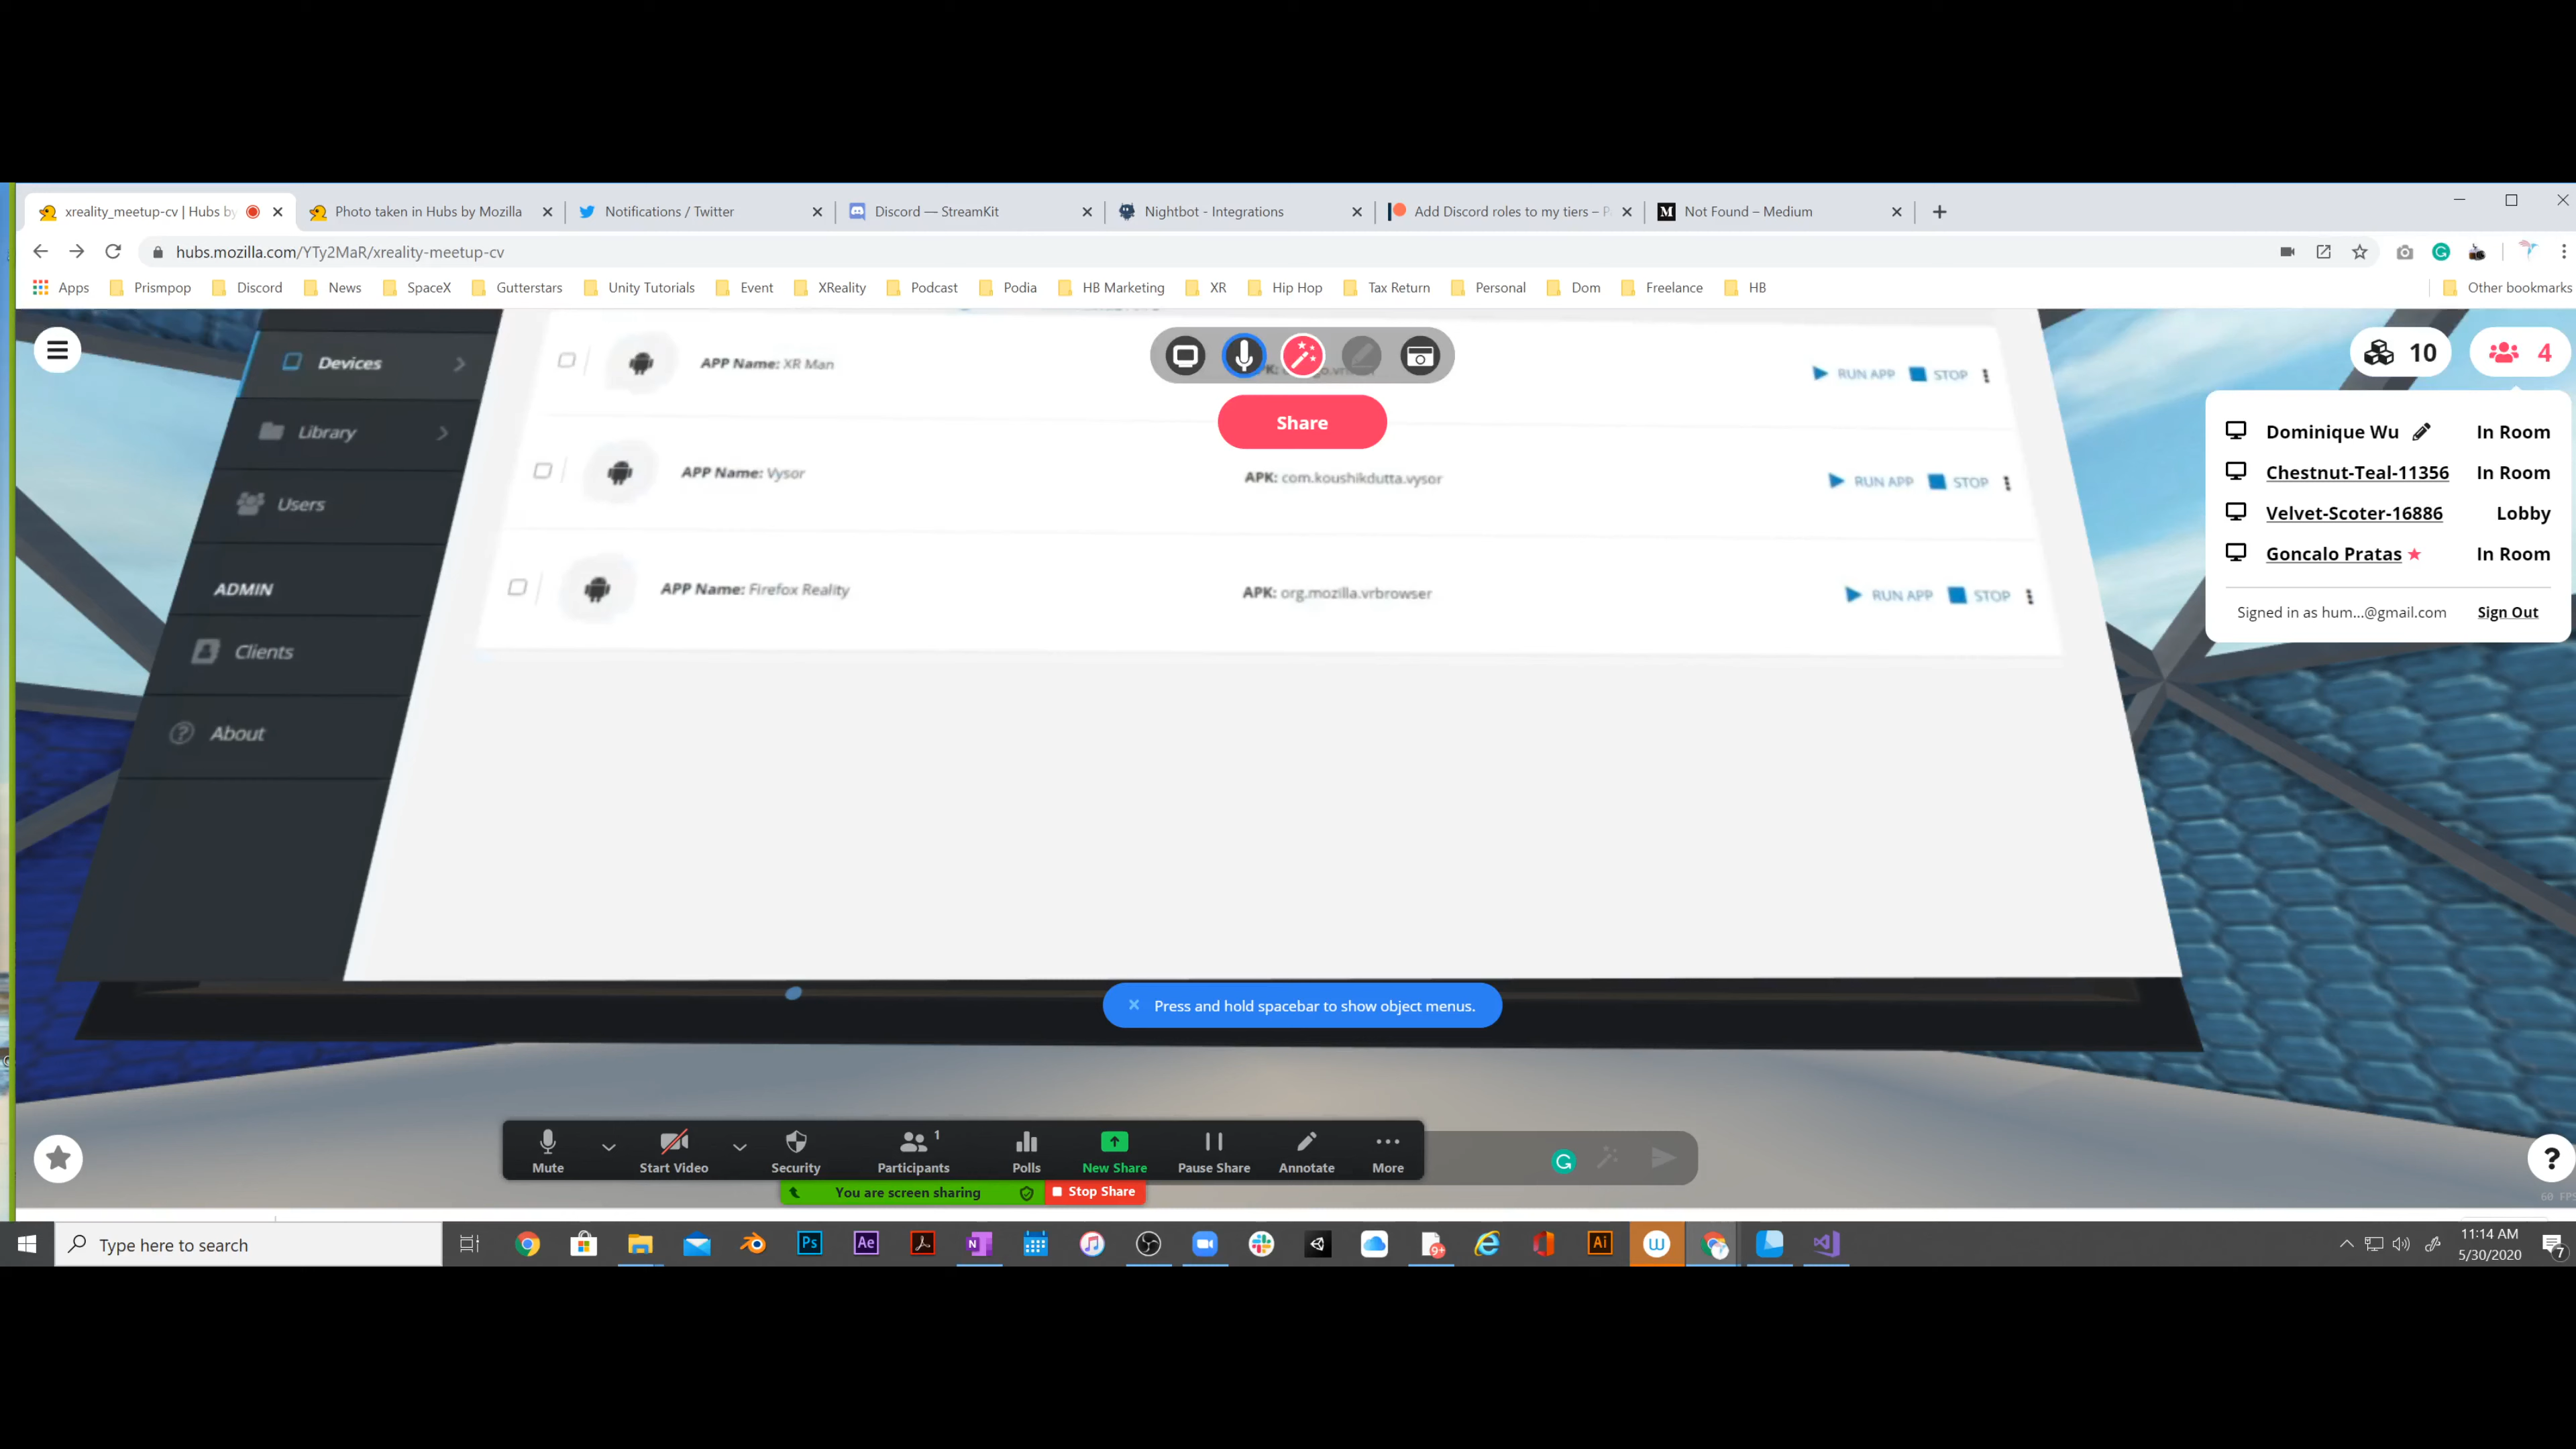 xreality_meetup-cv | Hubs by
Photo taken in Hubs by Mozilla
Notifications / Twitter
Discord — StreamKit
Nightbot - Integrations
Add Discord roles to my tiers – P
Not Found – Medium
hubs.mozilla.com/YTy2MaR/xreality-meetup-cv
Apps
Prismpop
Discord
News
SpaceX
Gutterstars
Unity Tutorials
Event
XReality
Podcast
Podia
HB Marketing
XR
Hip Hop
Tax Return
Personal
Dom
Freelance
HB
Other bookmarks
10
4
Devices
Library
Users
ADMIN
Clients
About
APP Name: XR Man
RUN APP
STOP
Share
APP Name: Vysor
APK: com.koushikdutta.vysor
RUN APP
STOP
APP Name: Firefox Reality
APK: org.mozilla.vrbrowser
RUN APP
STOP
Dominique Wu In Room
Chestnut-Teal-11356 In Room
Velvet-Scoter-16886 Lobby
Goncalo Pratas In Room
Signed in as hum...@gmail.com Sign Out
Press and hold spacebar to show object menus.
1
Mute
Start Video
Security
Participants
Polls
New Share
Pause Share
Annotate
More
You are screen sharing
Stop Share
?
60 FPS
Type here to search
Ps
Ae
N
9+
Ai
11:14 AM
5/30/2020
7